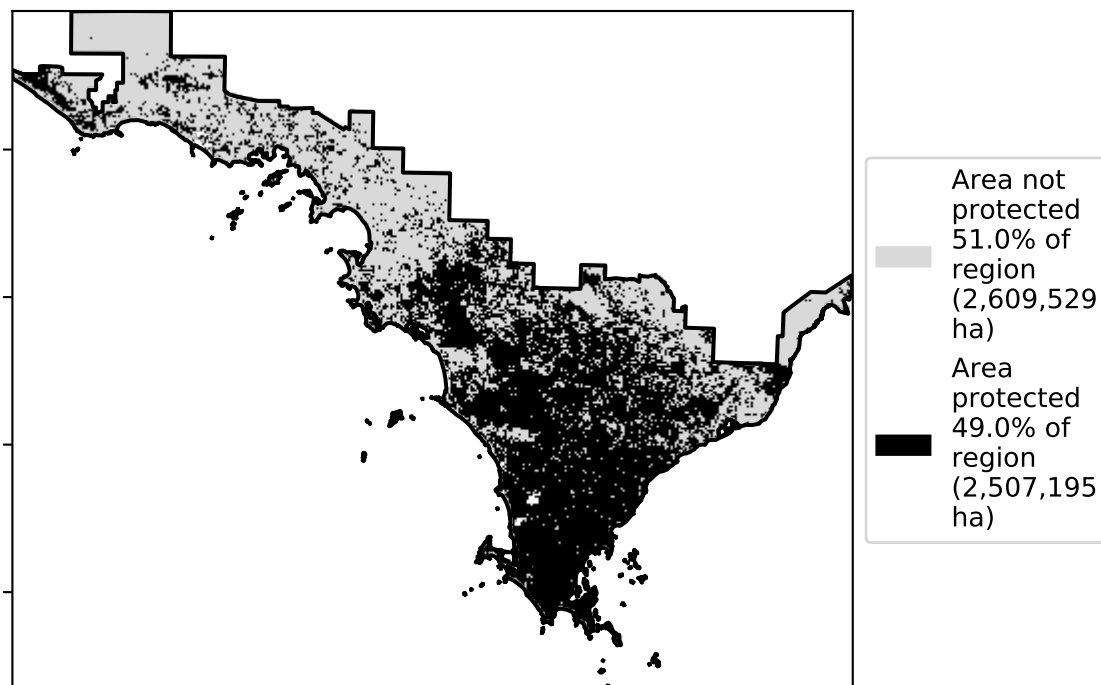 Area not
protected
51.0% of
region
(2,609,529
ha)
Area
protected
49.0% of
region
(2,507,195
ha)